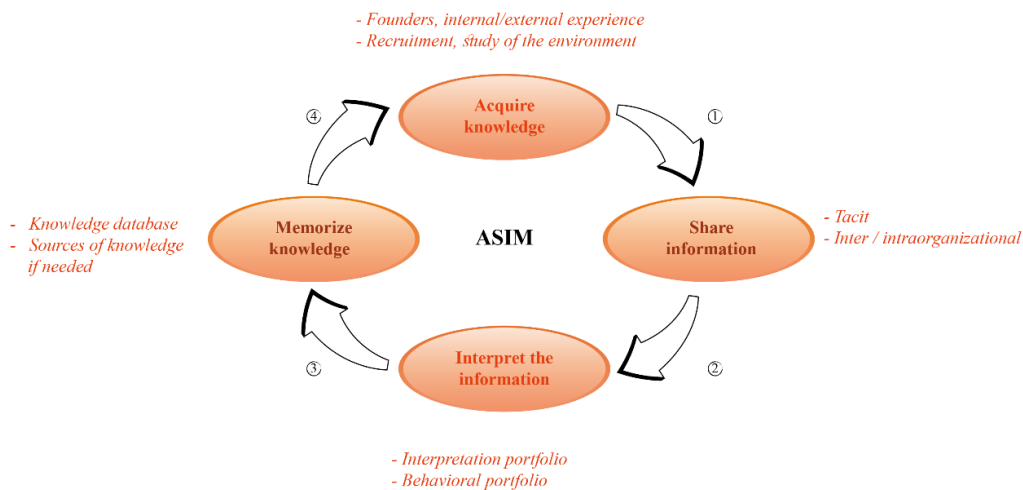 - Founders, internal/external experience
- Recruitment, study of the environment
④
Acquire
knowledge
①
- Knowledge database
- Sources of knowledge
if needed
Memorize
knowledge
ASIM
Share
information
- Tacit
- Inter / intraorganizational
③
Interpret the
information
②
- Interpretation portfolio
- Behavioral portfolio